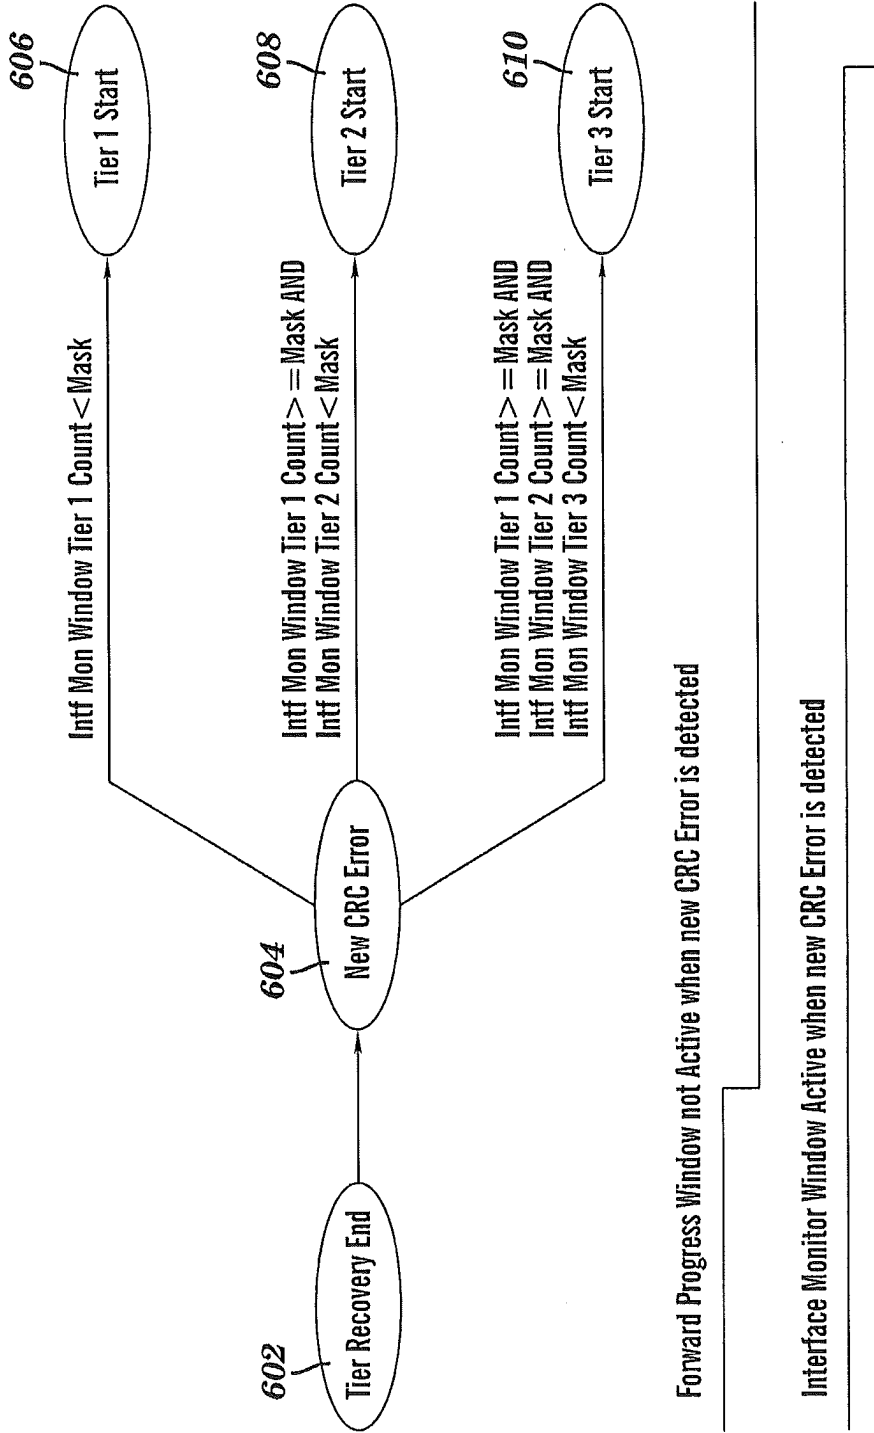 606
Tier 1 Start
Intf Mon Window Tier 1 Count<Mask
602
Tier Recovery End
604
New CRC Error
Intf Mon Window Tier 1 Count>=Mask AND
Intf Mon Window Tier 2 Count<Mask
608
Tier 2 Start
Intf Mon Window Tier 1 Count>=Mask AND
Intf Mon Window Tier 2 Count>=Mask AND
Intf Mon Window Tier 3 Count<Mask
610
Tier 3 Start
Forward Progress Window not Active when new CRC Error is detected
Interface Monitor Window Active when new CRC Error is detected